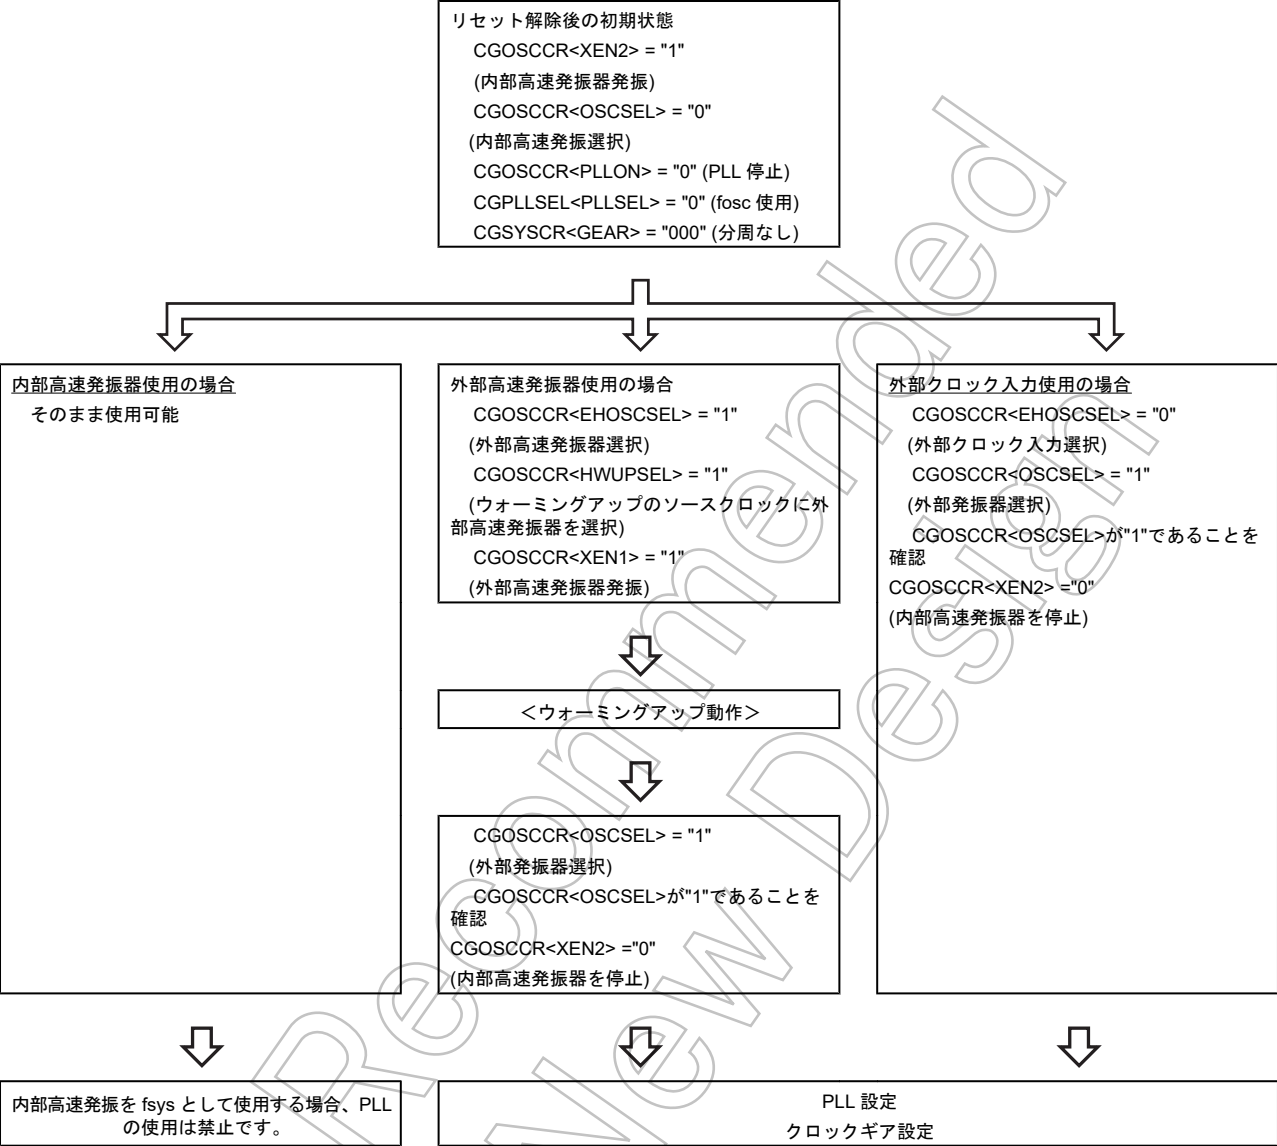 リセット解除後の初期状態
CGOSCCR<XEN2> = "1"
(内部高速発振器発振)
CGOSCCR<OSCSEL> = "0"
(内部高速発振選択)
CGOSCCR<PLLON> = "0" (PLL 停止)
CGPLLSEL<PLLSEL> = "0" (fosc 使用)
CGSYSCR<GEAR> = "000" (分周なし)
内部高速発振器使用の場合
そのまま使用可能
外部高速発振器使用の場合
CGOSCCR<EHOSCSEL> = "1"
(外部高速発振器選択)
CGOSCCR<HWUPSEL> = "1"
(ウォーミングアップのソースクロックに外
部高速発振器を選択)
CGOSCCR<XEN1> = "1"
(外部高速発振器発振)
<ウォーミングアップ動作>
CGOSCCR<OSCSEL> = "1"
(外部発振器選択)
CGOSCCR<OSCSEL>が"1"であることを
確認
CGOSCCR<XEN2> ="0"
(内部高速発振器を停止)
外部クロック入力使用の場合
CGOSCCR<EHOSCSEL> = "0"
(外部クロック入力選択)
CGOSCCR<OSCSEL> = "1"
(外部発振器選択)
CGOSCCR<OSCSEL>が"1"であることを
確認
CGOSCCR<XEN2> ="0"
(内部高速発振器を停止)
内部高速発振を fsys として使用する場合、PLL
の使用は禁止です。
PLL 設定
クロックギア設定
Recommended
New Design